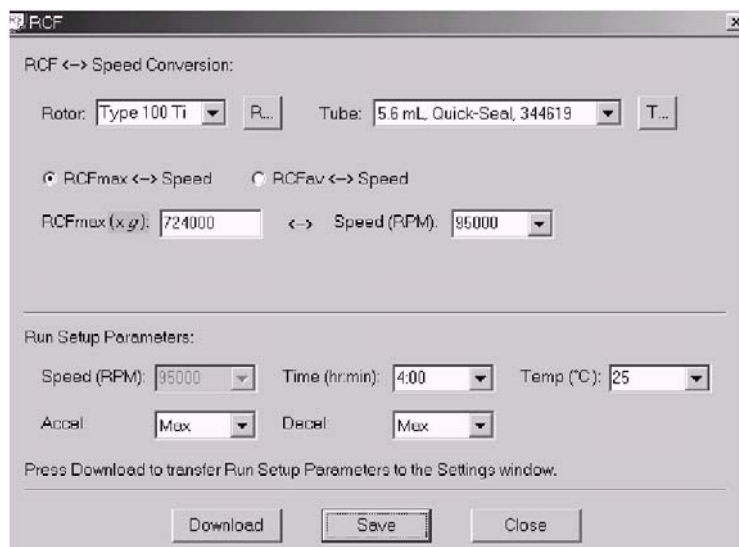 RCF
RCF <-> Speed Conversion:
Rotor: Type 100 Ti R... Tube: 5.6 mL, Quick-Seal, 344619 T...
RCFmax <-> Speed RCFav <-> Speed
RCFmax (x g): 724000 <-> Speed (RPM): 95000
Run Setup Parameters:
Speed (RPM): 95000 Time (hr:min): 4:00 Temp (°C): 25
Accel: Max Decel: Max
Press Download to transfer Run Setup Parameters to the Settings window.
Download Save Close